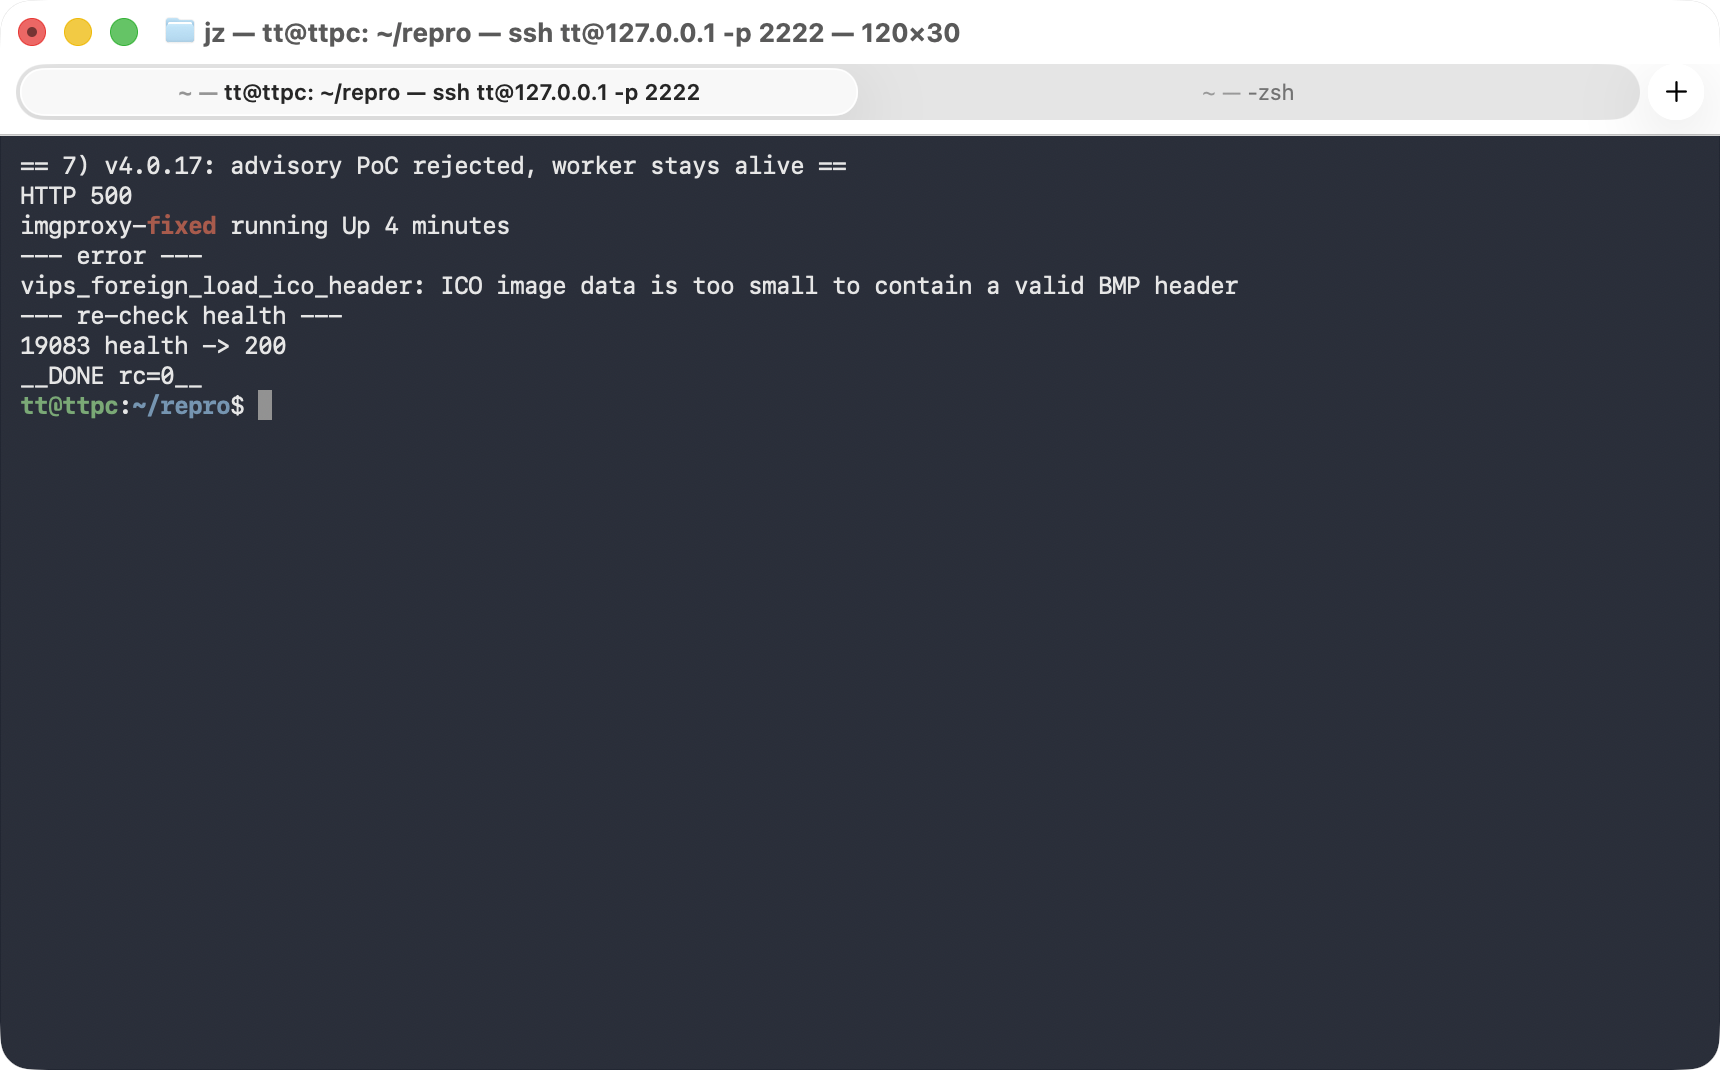 jz — tt@ttpc: ~/repro — ssh tt@127.0.0.1 -p 2222 — 120×30
~ — tt@ttpc: ~/repro — ssh tt@127.0.0.1 -p 2222
~ — -zsh
+
== 7) v4.0.17: advisory PoC rejected, worker stays alive ==
HTTP 500
imgproxy-fixed running Up 4 minutes
--- error ---
vips_foreign_load_ico_header: ICO image data is too small to contain a valid BMP header
--- re-check health ---
19083 health -> 200
__DONE rc=0__
tt@ttpc:~/repro$